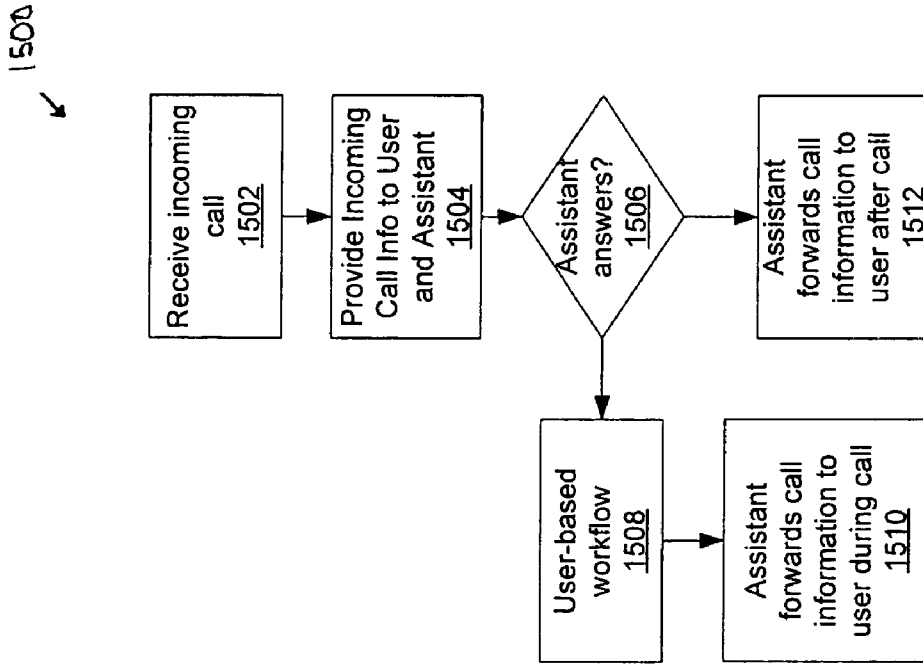 1500
Receive incoming
call
1502
Provide Incoming
Call Info to User
and Assistant
1504
Assistant
answers?
1506
User-based
workflow
1508
Assistant
forwards call
information to
user during call
1510
Assistant
forwards call
information to
user after call
1512